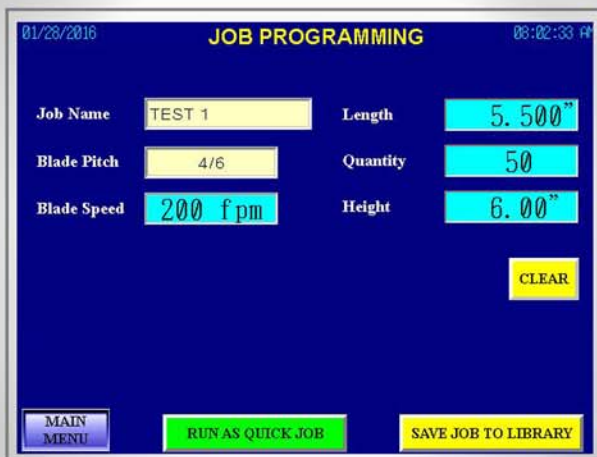 01/28/2016
JOB PROGRAMMING
08:02:33 AM
Job Name
TEST 1
Length
5.500"
Blade Pitch
4/6
Quantity
50
Blade Speed
200 fpm
Height
6.00"
CLEAR
MAIN
MENU
RUN AS QUICK JOB
SAVE JOB TO LIBRARY